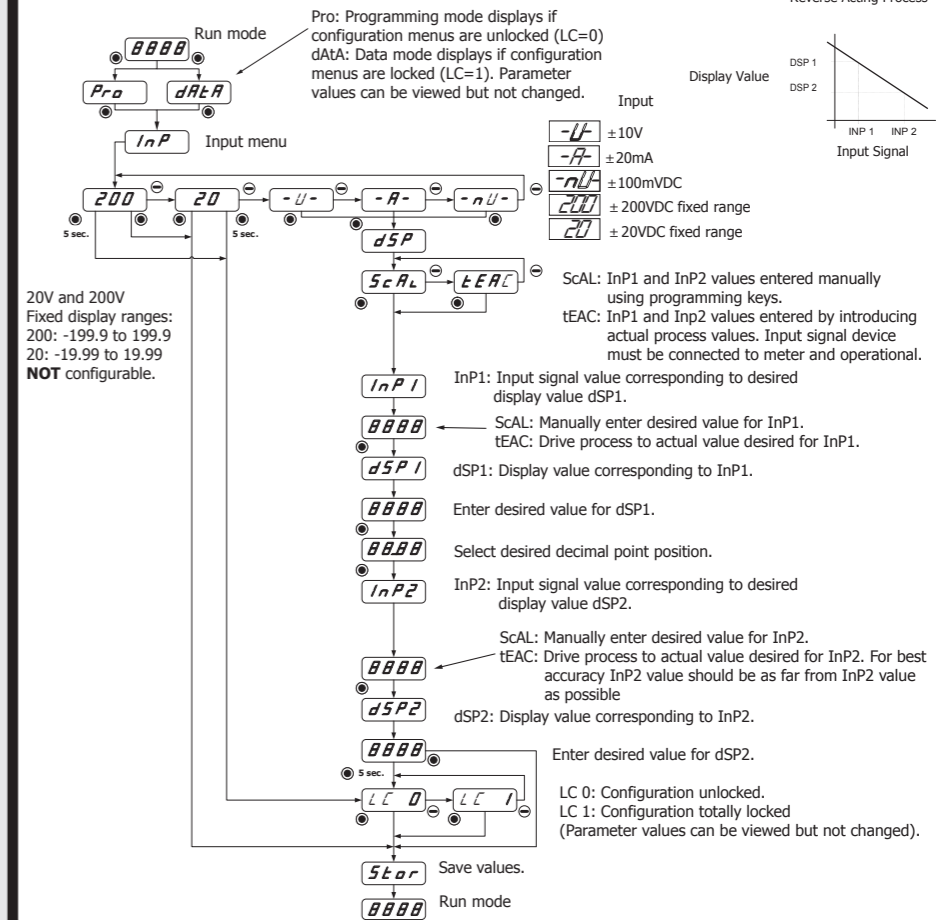 Reverse Acting Process
Pro: Programming mode displays if
configuration menus are unlocked (LC=0)
dAtA: Data mode displays if configuration
menus are locked (LC=1). Parameter
values can be viewed but not changed.
Run mode
8888
Pro
dAtA
InP
Input menu
Display Value
DSP 1
DSP 2
INP 1
INP 2
Input Signal
Input
-U- ±10V
-A- ±20mA
-nU- ±100mVDC
200 ± 200VDC fixed range
20 ± 20VDC fixed range
200
20
-U-
-A-
-nU-
5 sec.
5 sec.
dSP
ScAL
tEAC
ScAL: InP1 and InP2 values entered manually
using programming keys.
tEAC: InP1 and Inp2 values entered by introducing
actual process values. Input signal device
must be connected to meter and operational.
20V and 200V
Fixed display ranges:
200: -199.9 to 199.9
20: -19.99 to 19.99
NOT configurable.
InP1
InP1: Input signal value corresponding to desired
display value dSP1.
8888
ScAL: Manually enter desired value for InP1.
tEAC: Drive process to actual value desired for InP1.
dSP1
dSP1: Display value corresponding to InP1.
8888
Enter desired value for dSP1.
88.88
Select desired decimal point position.
InP2
InP2: Input signal value corresponding to desired
display value dSP2.
ScAL: Manually enter desired value for InP2.
tEAC: Drive process to actual value desired for InP2. For best
accuracy InP2 value should be as far from InP2 value
as possible
8888
dSP2
dSP2: Display value corresponding to InP2.
8888
Enter desired value for dSP2.
5 sec.
LC 0
LC 1
LC 0: Configuration unlocked.
LC 1: Configuration totally locked
(Parameter values can be viewed but not changed).
Stor
Save values.
8888
Run mode